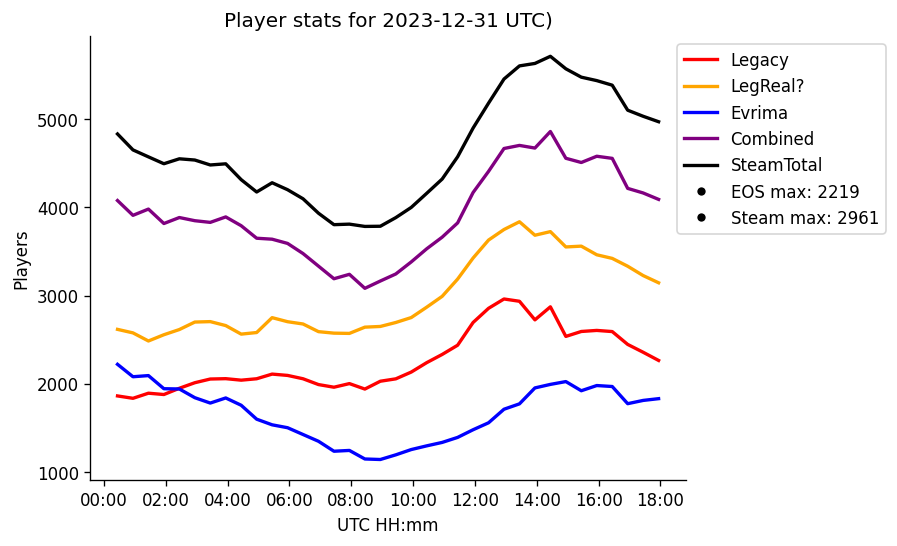 Player stats for 2023-12-31 UTC)
Players
5000
4000
3000
2000
1000
00:00 02:00 04:00 06:00 08:00 10:00 12:00 14:00 16:00 18:00
UTC HH:mm
Legacy
LegReal?
Evrima
Combined
SteamTotal
EOS max: 2219
Steam max: 2961